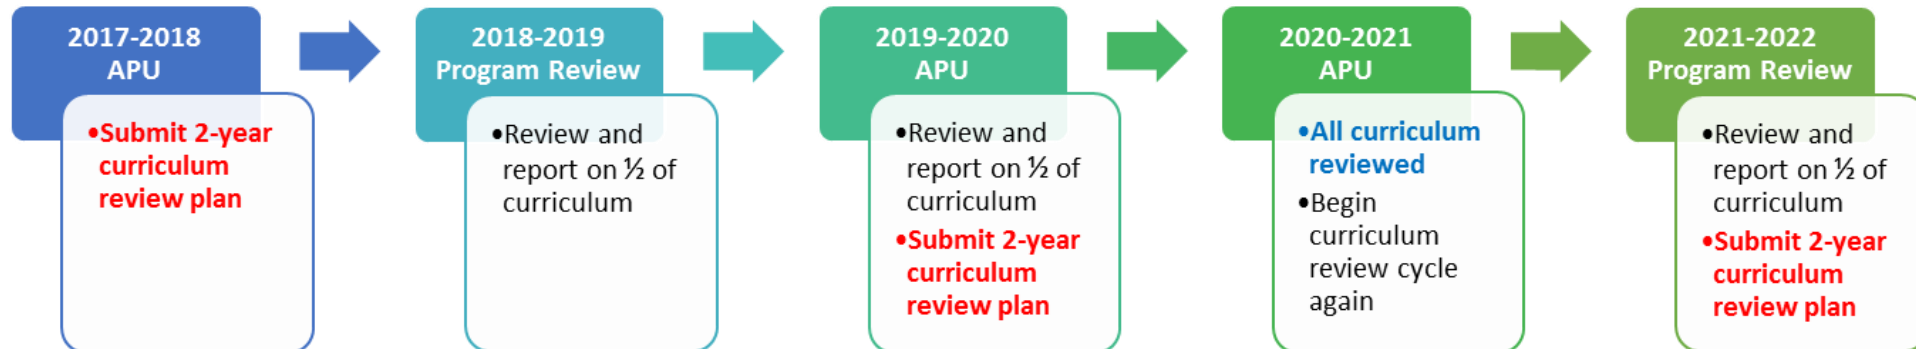 2017-2018
APU
•Submit 2-year
curriculum
review plan
2018-2019
Program Review
•Review and
report on ½ of
curriculum
2019-2020
APU
•Review and
report on ½ of
curriculum
•Submit 2-year
curriculum
review plan
2020-2021
APU
•All curriculum
reviewed
•Begin
curriculum
review cycle
again
2021-2022
Program Review
•Review and
report on ½ of
curriculum
•Submit 2-year
curriculum
review plan